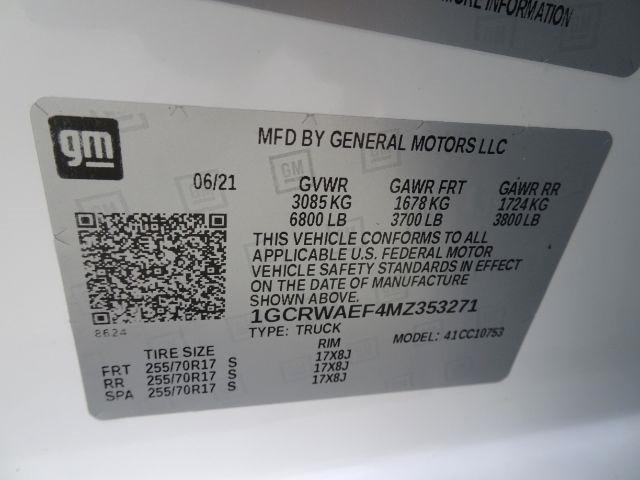 MORE INFORMATION
gm
MFD BY GENERAL MOTORS LLC
06/21 GVWR GAWR FRT GAWR RR
3085 KG 1678 KG 1724 KG
6800 LB 3700 LB 3800 LB
THIS VEHICLE CONFORMS TO ALL
APPLICABLE U.S. FEDERAL MOTOR
VEHICLE SAFETY STANDARDS IN EFFECT
ON THE DATE OF MANUFACTURE
SHOWN ABOVE.
1GCRWAEF4MZ353271
8624
TYPE: TRUCK MODEL: 41CC10753
TIRE SIZE RIM
FRT 255/70R17 S 17X8J
RR 255/70R17 S 17X8J
SPA 255/70R17 S 17X8J